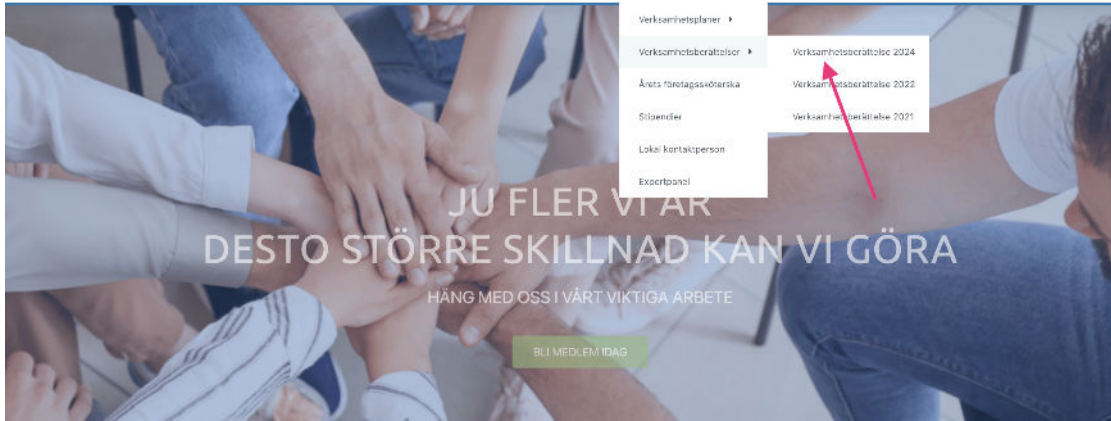 Verksamhetsplaner
Verksamhetsberättelser
Verksamhetsberättelse 2024
Årets företagssköterska
Verksamhetsberättelse 2022
Stipendier
Verksamhetsberättelse 2021
Lokal kontaktperson
Expertpanel
JU FLER VI ÄR
DESTO STÖRRE SKILLNAD KAN VI GÖRA
HÄNG MED OSS I VÅRT VIKTIGA ARBETE
BLI MEDLEM IDAG